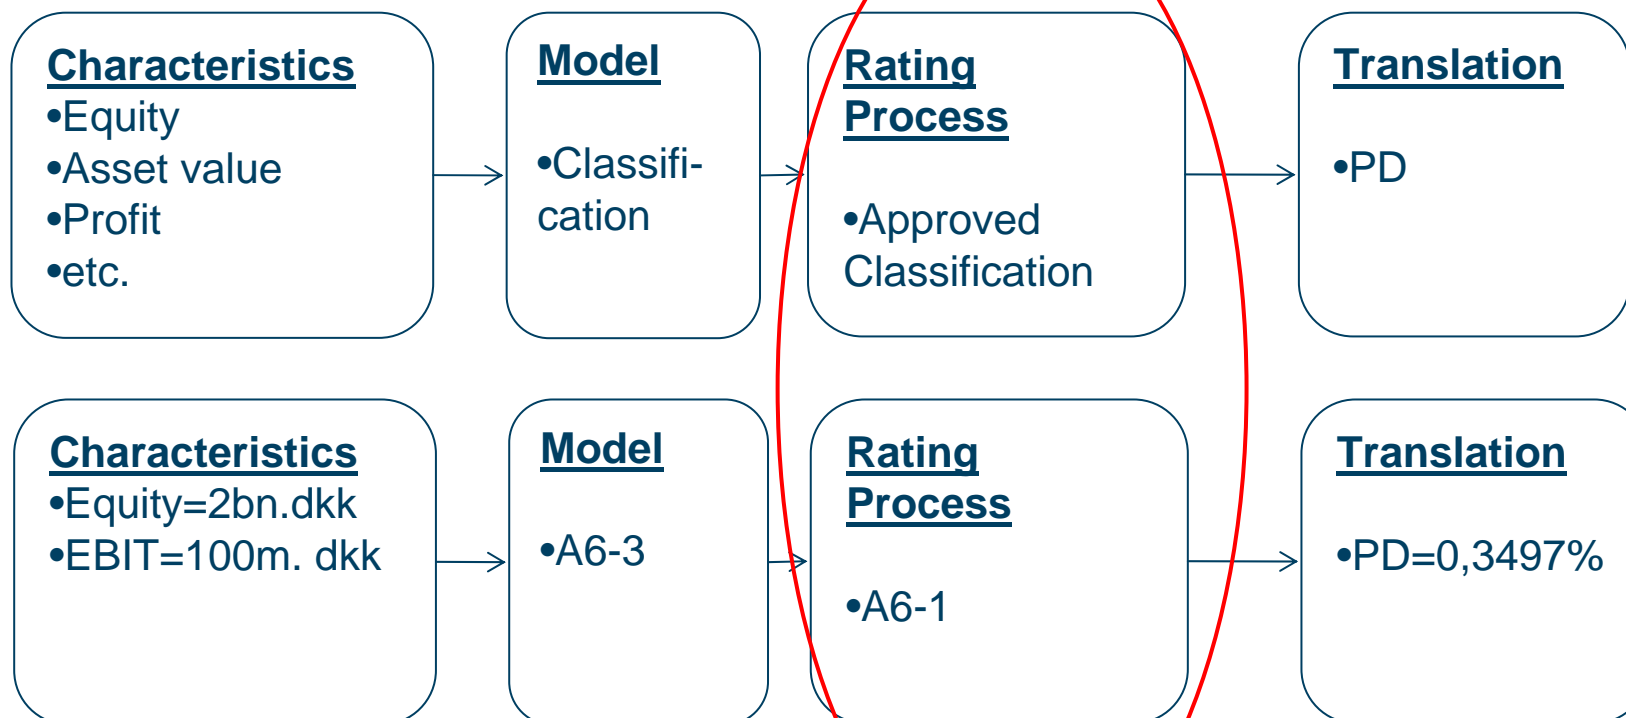 Characteristics
•Equity
•Asset value
•Profit
•etc.
Model
•Classifi-
cation
Rating
Process
•Approved
Classification
Translation
•PD
Characteristics
•Equity=2bn.dkk
•EBIT=100m. dkk
Model
•A6-3
Rating
Process
•A6-1
Translation
•PD=0,3497%